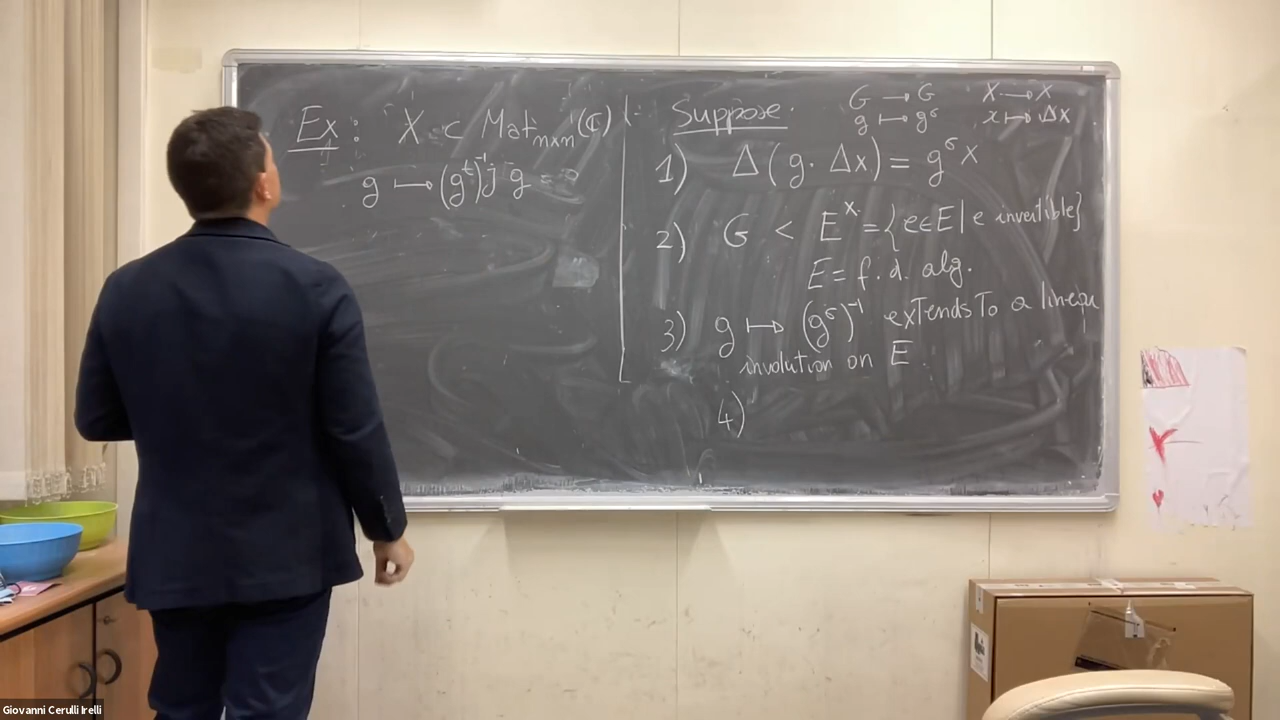 Ex: X ⊂ Mat_{n×n}(ℂ)
g ⟼ (g^t)^{-1}
Suppose
G ⟶ G
g ⟼ g^σ
X ⟶ X
x ⟼ Δx
1) Δ(g· Δx) = g^σ x
2) G < E^× = {e∈E | e invertible}
E = f.d. alg.
3) g ⟼ (g^σ)^{-1} extends to a linear
involution on E
4)
Giovanni Cerulli Irelli